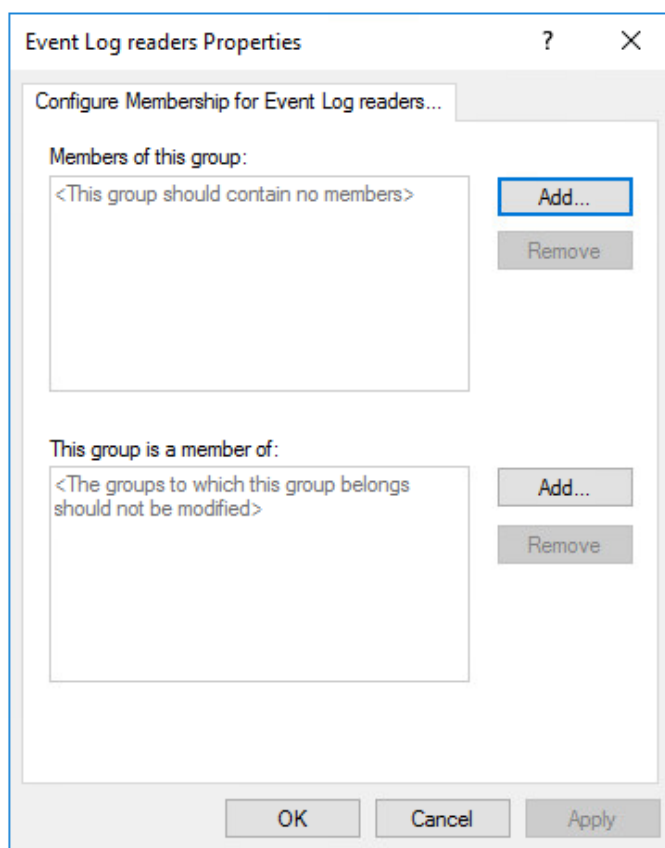 Event Log readers Properties
?
Configure Membership for Event Log readers...
Members of this group:
<This group should contain no members>
Add...
Remove
This group is a member of:
<The groups to which this group belongs
should not be modified>
Add...
Remove
OK
Cancel
Apply